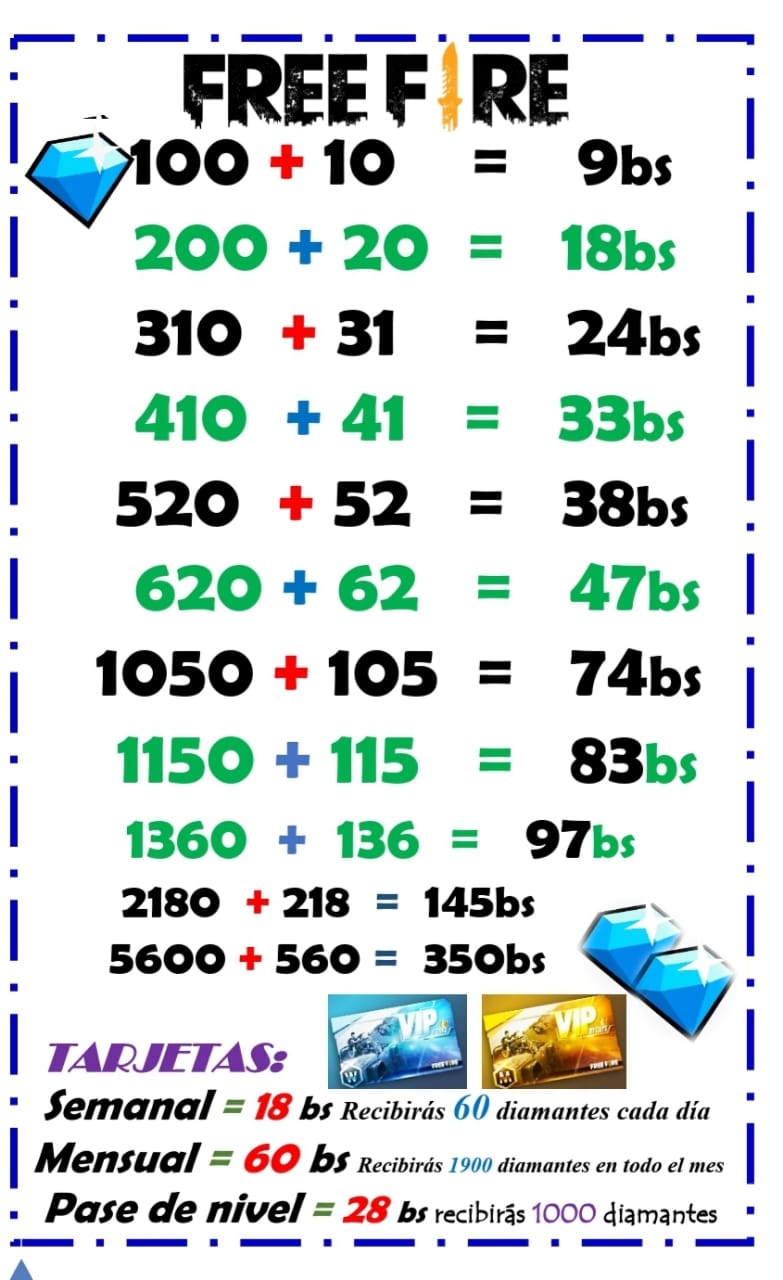 FREE FIRE
100 + 10 = 9bs
200 + 20 = 18bs
310 + 31 = 24bs
410 + 41 = 33bs
520 + 52 = 38bs
620 + 62 = 47bs
1050 + 105 = 74bs
1150 + 115 = 83bs
1360 + 136 = 97bs
2180 + 218 = 145bs
5600 + 560 = 350bs
VIP
FREE FIRE
VIP
FREE FIRE
TARJETAS:
Semanal = 18 bs Recibirás 60 diamantes cada día
Mensual = 60 bs Recibirás 1900 diamantes en todo el mes
Pase de nivel = 28 bs recibirás 1000 diamantes